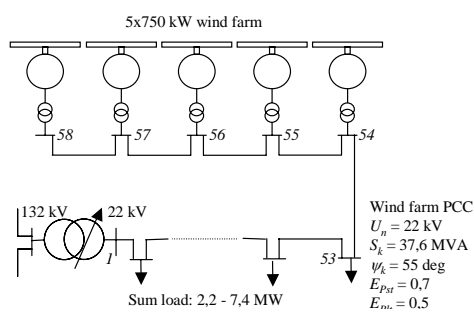 5x750 kW wind farm
58
57
56
55
54
132 kV
22 kV
1
53
Sum load: 2,2 - 7,4 MW
Wind farm PCC
Uₙ = 22 kV
Sₖ = 37,6 MVA
ψₖ = 55 deg
E_Pst = 0,7
E_Plt = 0,5